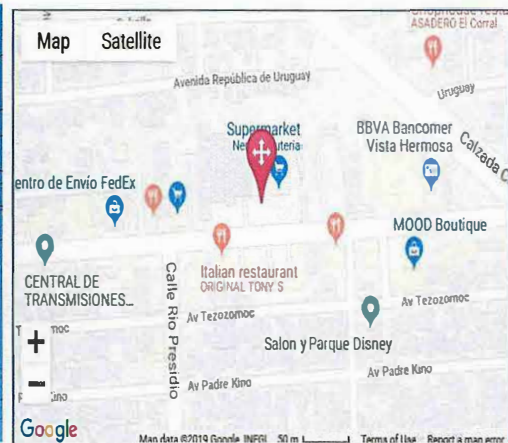 Map Satellite
ASADERO El Corral
Avenida República de Uruguay
Uruguay
Supermarket
BBVA Bancomer
Vista Hermosa
Calzada C
entro de Envío FedEx
MOOD Boutique
CENTRAL DE
TRANSMISIONES...
Italian restaurant
ORIGINAL TONY S
Calle Rio Presidio
Av Tezozomoc
Av Tezozomoc
Salon y Parque Disney
+
Av Padre Kino
Av Padre Kino
−
Google
Map data ©2019 Google, INEGI 50 m Terms of Use Report a map error